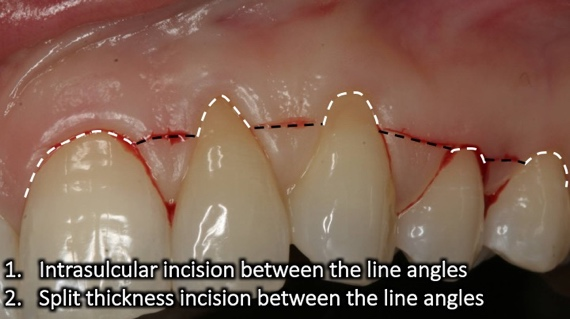 1. Intrasulcular incision between the line angles
2. Split thickness incision between the line angles